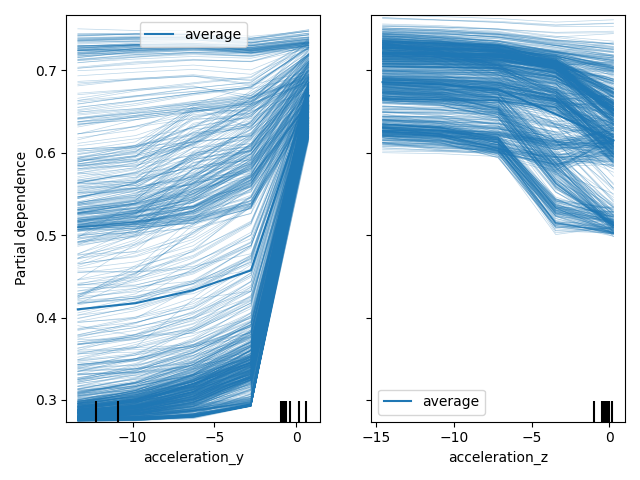 average
average
Partial dependence
0.7
0.6
0.5
0.4
0.3
−10
−5
0
−15
−10
−5
0
acceleration_y
acceleration_z